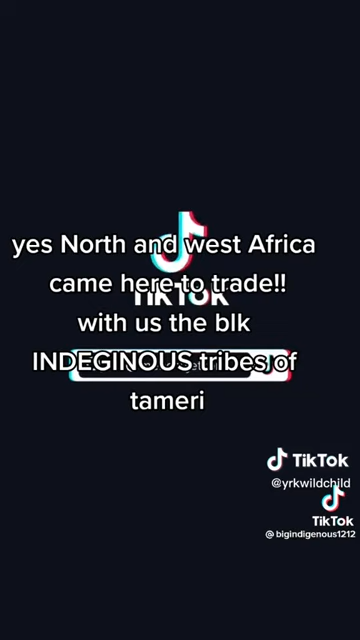 yes North and west Africa
came here to trade!!
TikTok
with us the blk
INDEGINOUS tribes of
tameri
TikTok
@yrkwildchild
TikTok
@bigindigenous1212